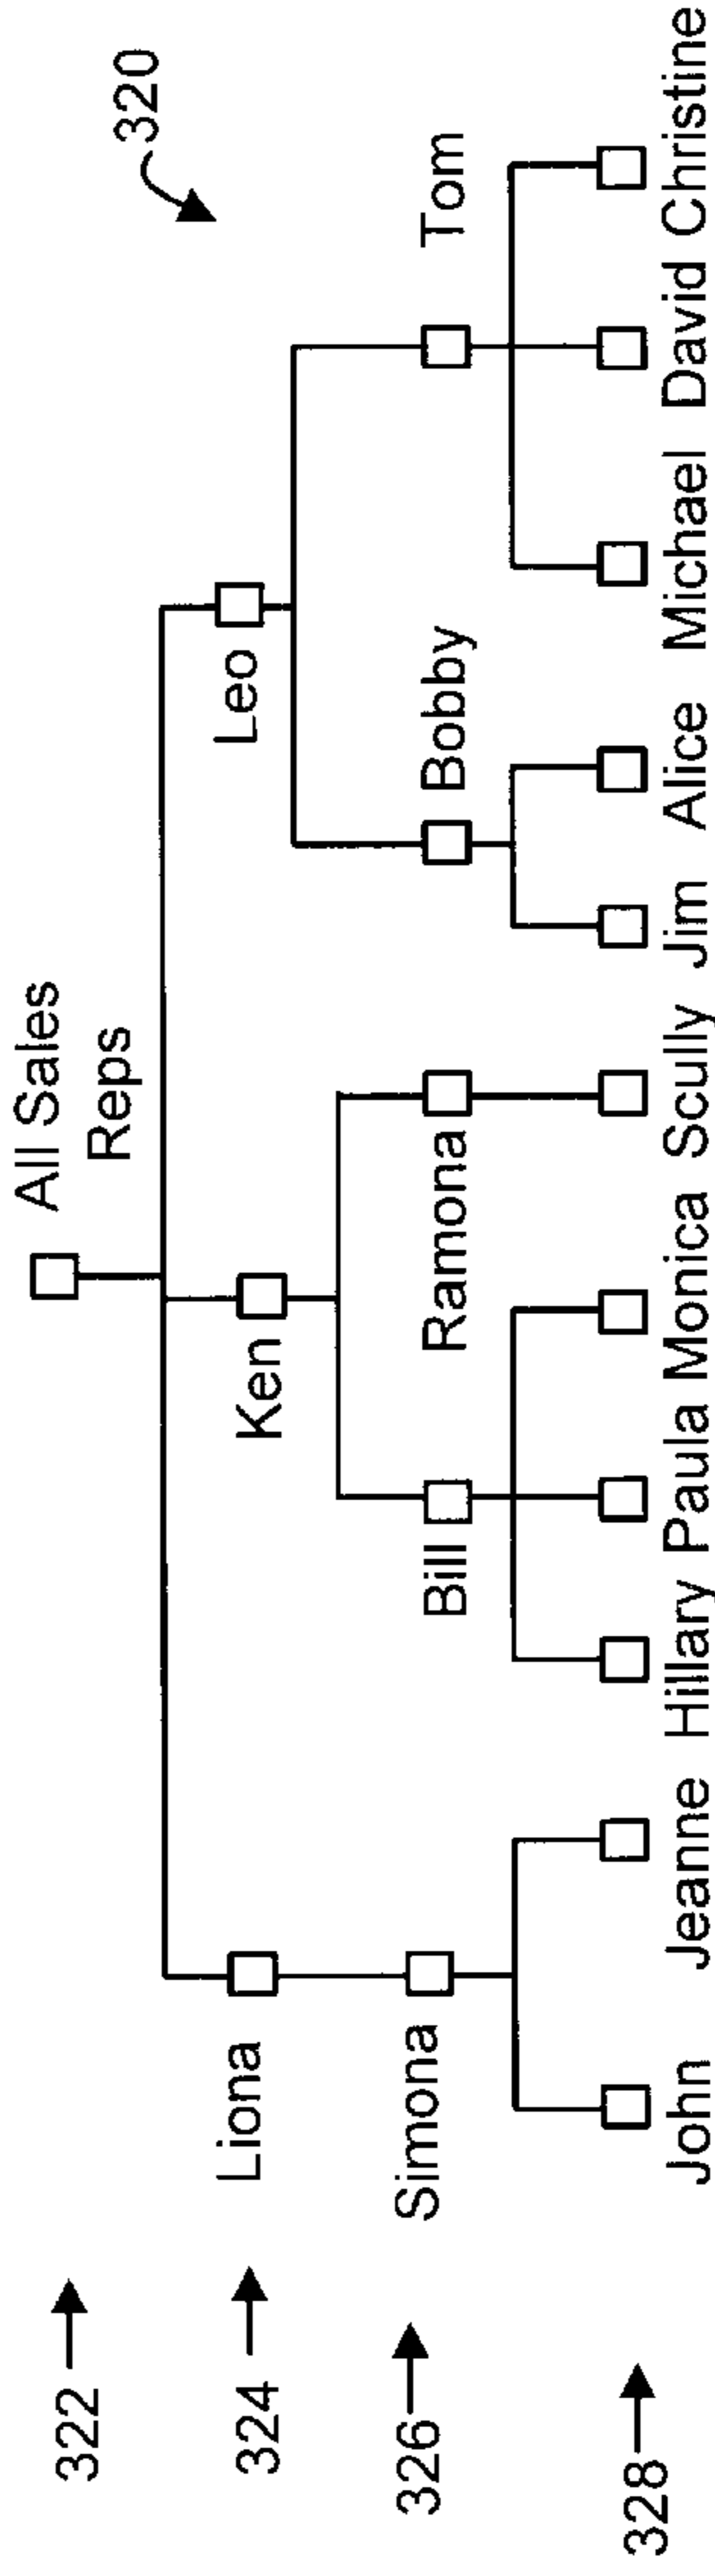 All Sales
Reps
320
322
324
Liona
Ken
Leo
326
Simona
Bill
Ramona
Bobby
Tom
328
John
Jeanne
Hillary
Paula
Monica
Scully
Jim
Alice
Michael
David
Christine